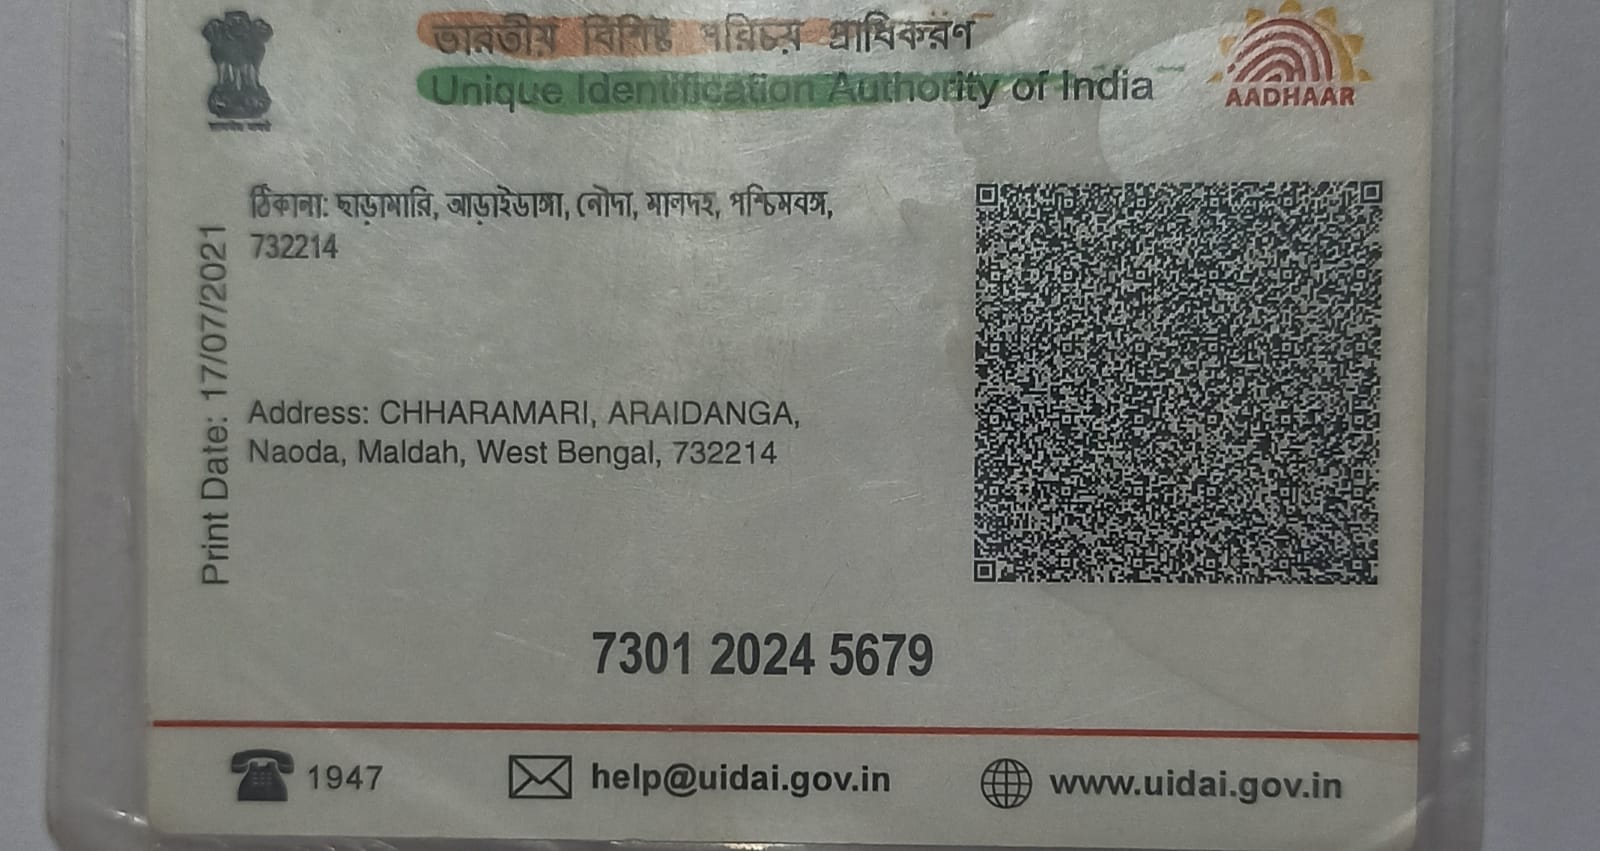 ভারতীয় বিশিষ্ট পরিচয় প্রাধিকরণ
Unique Identification Authority of India
AADHAAR
ঠিকানা: ছাড়ামারি, আড়াইডাঙ্গা, নৌদা, মালদহ, পশ্চিমবঙ্গ,
732214
Print Date: 17/07/2021
Address: CHHARAMARI, ARAIDANGA,
Naoda, Maldah, West Bengal, 732214
7301 2024 5679
1947
help@uidai.gov.in
www.uidai.gov.in